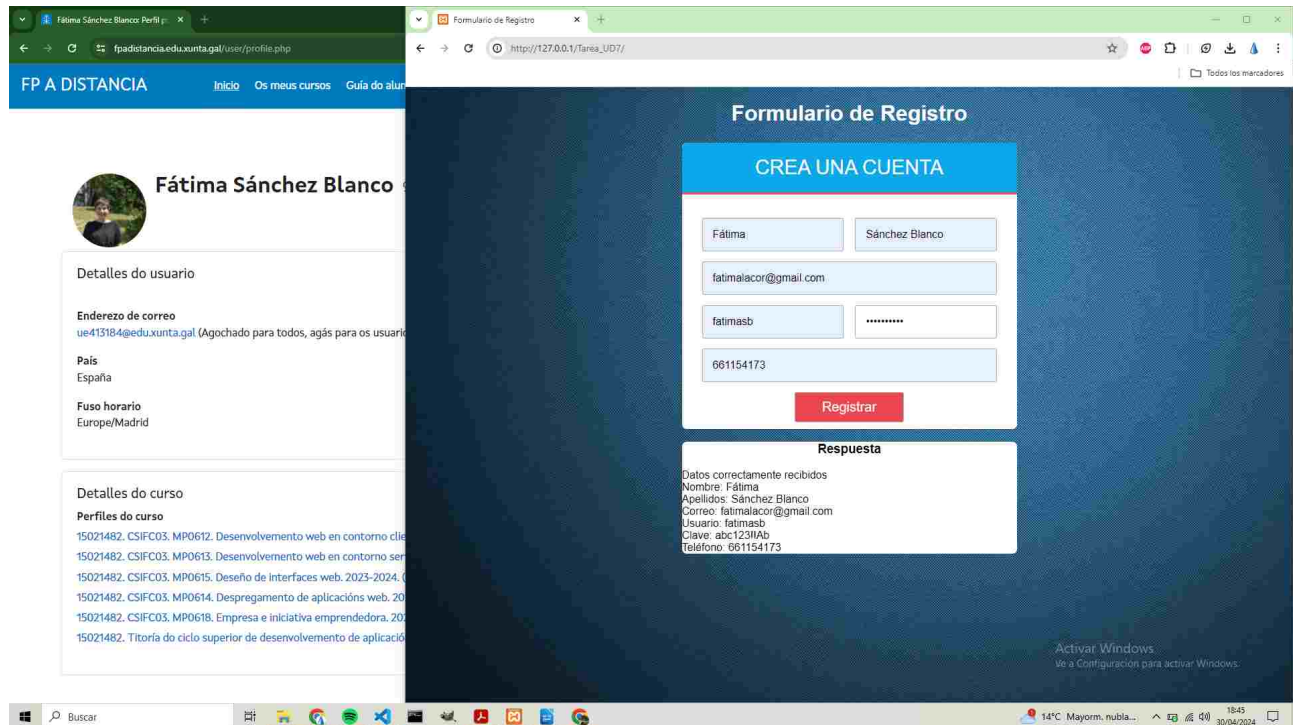 Fátima Sánchez Blanco: Perfil p
fpadistancia.edu.xunta.gal/user/profile.php
FP A DISTANCIA
Inicio Os meus cursos Guía do alu
Fátima Sánchez Blanco
Detalles do usuario
Enderezo de correo
ue413184@edu.xunta.gal (Agochado para todos, agás para os usuari
País
España
Fuso horario
Europe/Madrid
Detalles do curso
Perfiles do curso
15021482. CSIFC03. MP0612. Desenvolvemento web en contorno clie
15021482. CSIFC03. MP0613. Desenvolvemento web en contorno ser
15021482. CSIFC03. MP0615. Deseño de interfaces web. 2023-2024. (
15021482. CSIFC03. MP0614. Despregamento de aplicacións web. 20
15021482. CSIFC03. MP0618. Empresa e iniciativa emprendedora. 202
15021482. Titoría do ciclo superior de desenvolvemento de aplicació
Formulario de Registro
http://127.0.0.1/Tarea_UD7/
Todos los marcadores
Formulario de Registro
CREA UNA CUENTA
Fátima Sánchez Blanco
fatimalacor@gmail.com
fatimasb ••••••••••
661154173
Registrar
Respuesta
Datos correctamente recibidos
Nombre: Fátima
Apellidos: Sánchez Blanco
Correo: fatimalacor@gmail.com
Usuario: fatimasb
Clave: abc123!!Ab
Teléfono: 661154173
Activar Windows
Ve a Configuración para activar Windows.
Buscar
14°C Mayorm. nubla...
18:45
30/04/2024